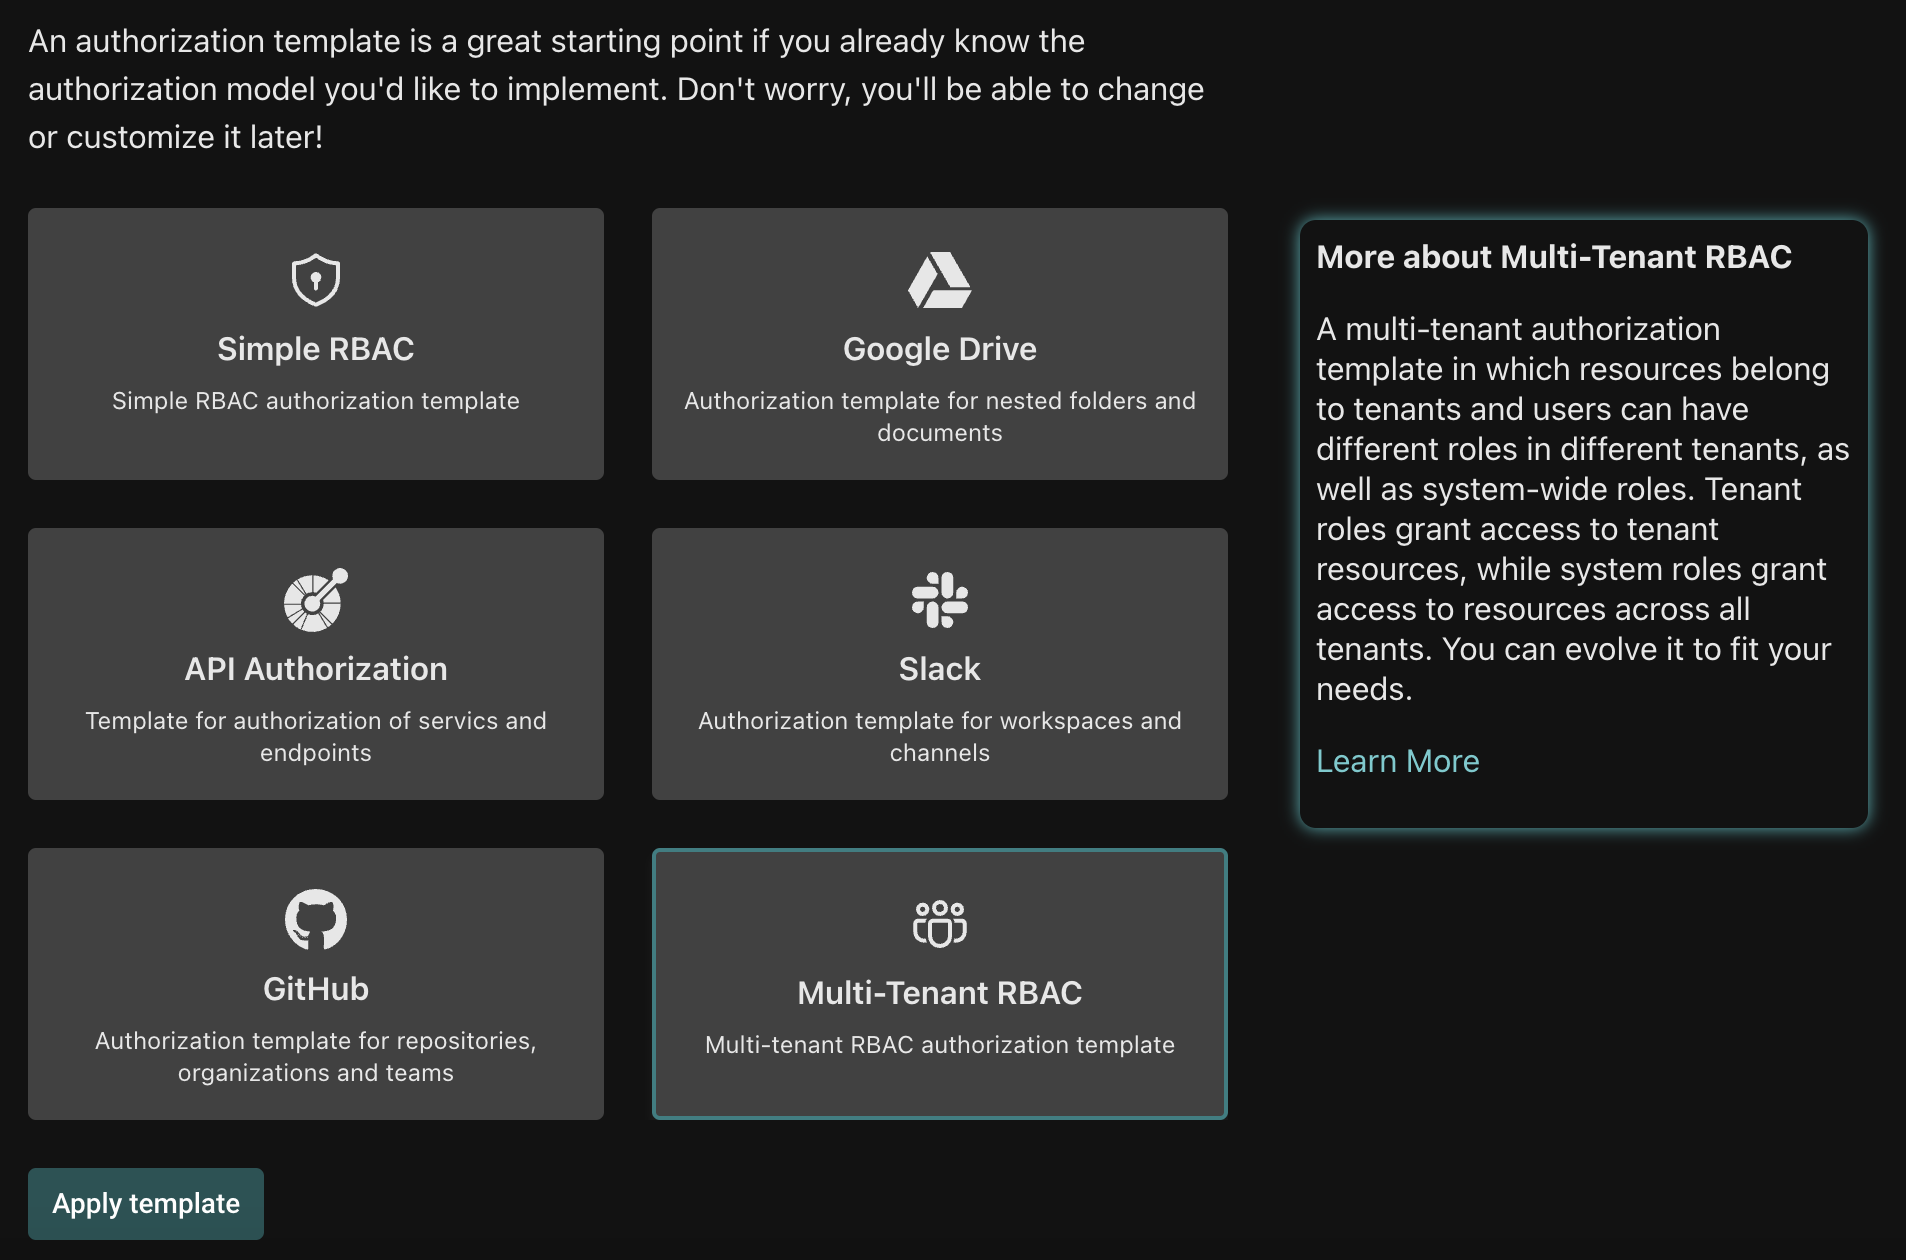 An authorization template is a great starting point if you already know the
authorization model you'd like to implement. Don't worry, you'll be able to change
or customize it later!
Simple RBAC
Simple RBAC authorization template
Google Drive
Authorization template for nested folders and
documents
API Authorization
Template for authorization of servics and
endpoints
Slack
Authorization template for workspaces and
channels
GitHub
Authorization template for repositories,
organizations and teams
Multi-Tenant RBAC
Multi-tenant RBAC authorization template
Apply template
More about Multi-Tenant RBAC
A multi-tenant authorization
template in which resources belong
to tenants and users can have
different roles in different tenants, as
well as system-wide roles. Tenant
roles grant access to tenant
resources, while system roles grant
access to resources across all
tenants. You can evolve it to fit your
needs.
Learn More